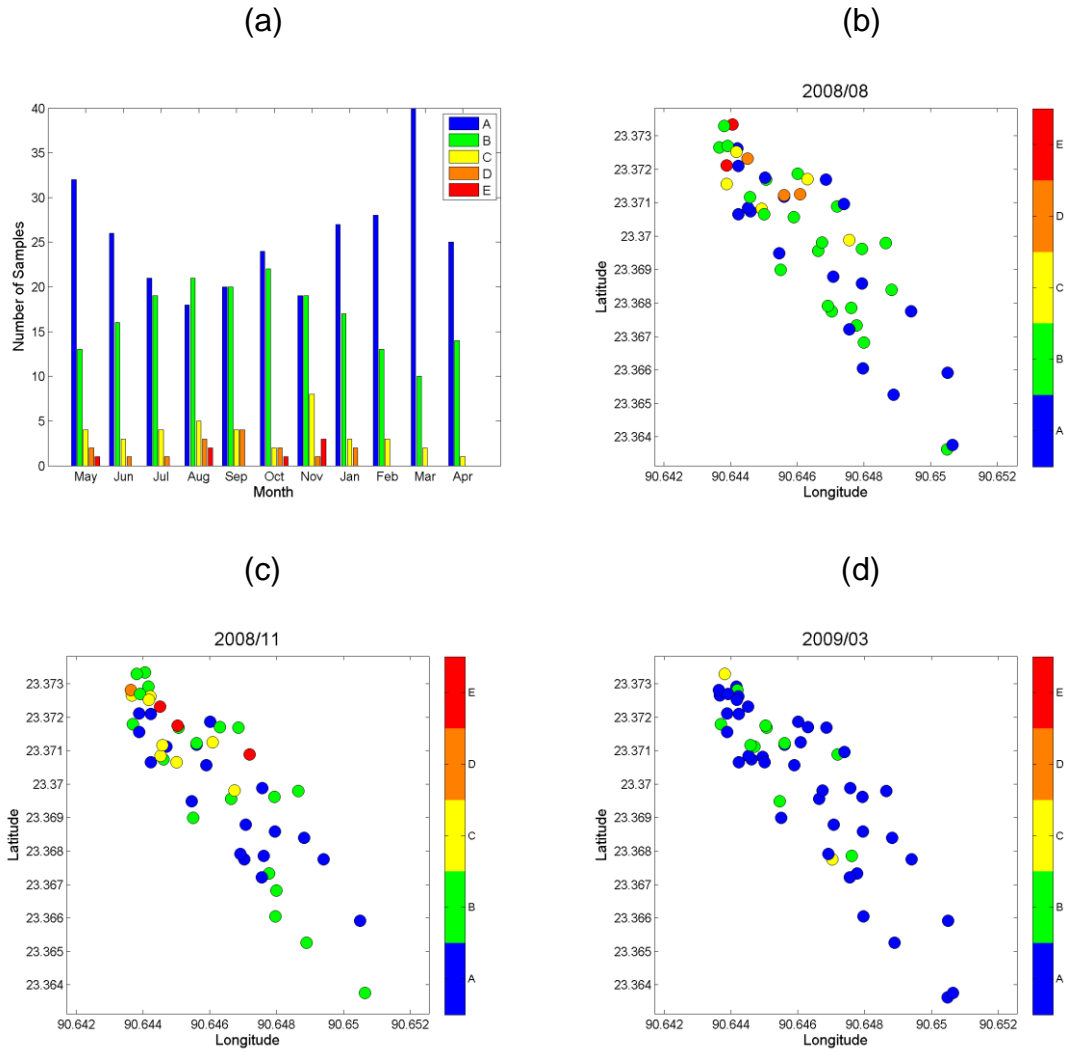 (a)
(b)
40
35
30
25
20
15
10
5
0
Number of Samples
A
B
C
D
E
May Jun Jul Aug Sep Oct Nov Jan Feb Mar Apr
Month
2008/08
23.373
23.372
23.371
23.37
23.369
23.368
23.367
23.366
23.365
23.364
Latitude
90.642 90.644 90.646 90.648 90.65 90.652
Longitude
E
D
C
B
A
(c)
(d)
2008/11
23.373
23.372
23.371
23.37
23.369
23.368
23.367
23.366
23.365
23.364
Latitude
90.642 90.644 90.646 90.648 90.65 90.652
Longitude
E
D
C
B
A
2009/03
23.373
23.372
23.371
23.37
23.369
23.368
23.367
23.366
23.365
23.364
Latitude
90.642 90.644 90.646 90.648 90.65 90.652
Longitude
E
D
C
B
A